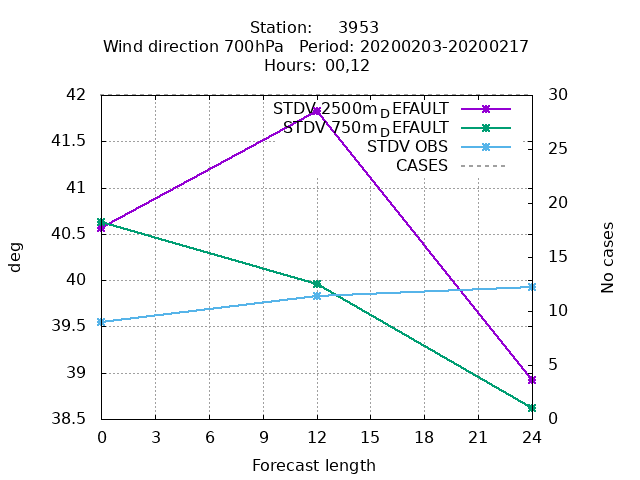 Station: 3953
Wind direction 700hPa Period: 20200203-20200217
Hours: 00,12
42 30
STDV 2500m_DEFAULT
STDV 750m_DEFAULT
STDV OBS
CASES
41.5 25
41 20
40.5 15
40 10
39.5 5
39 0
38.5
deg
No cases
0 3 6 9 12 15 18 21 24
Forecast length